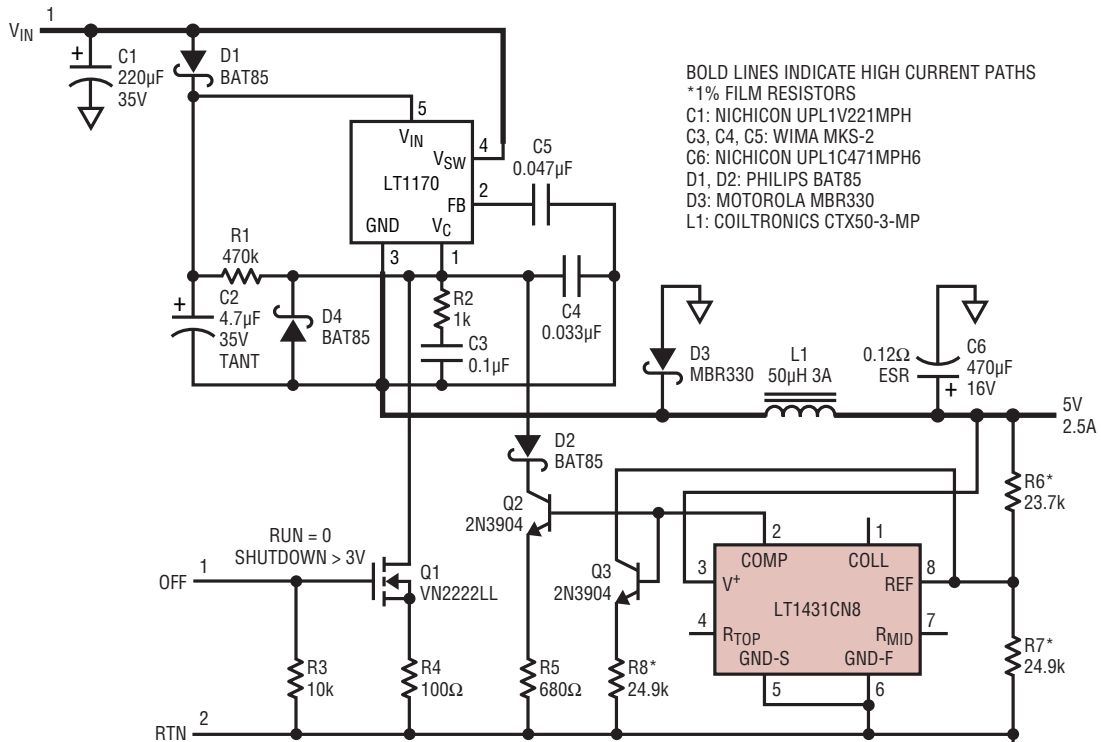 1
VIN
+
C1
220µF
35V
D1
BAT85
BOLD LINES INDICATE HIGH CURRENT PATHS
*1% FILM RESISTORS
C1: NICHICON UPL1V221MPH
C3, C4, C5: WIMA MKS-2
C6: NICHICON UPL1C471MPH6
D1, D2: PHILIPS BAT85
D3: MOTOROLA MBR330
L1: COILTRONICS CTX50-3-MP
5
VIN
4
VSW
LT1170
2
FB
GND
VC
3
1
C5
0.047µF
R1
470k
+
C2
4.7µF
35V
TANT
D4
BAT85
R2
1k
C3
0.1µF
C4
0.033µF
D3
MBR330
L1
50µH 3A
0.12Ω
ESR
C6
470µF
16V
+
5V
2.5A
D2
BAT85
Q2
2N3904
R6*
23.7k
RUN = 0
SHUTDOWN > 3V
1
OFF
Q1
VN2222LL
Q3
2N3904
2
1
COMP
COLL
3
V+
8
REF
LT1431CN8
4
RTOP
7
RMID
GND-S
GND-F
5
6
R3
10k
R4
100Ω
R5
680Ω
R8*
24.9k
R7*
24.9k
2
RTN